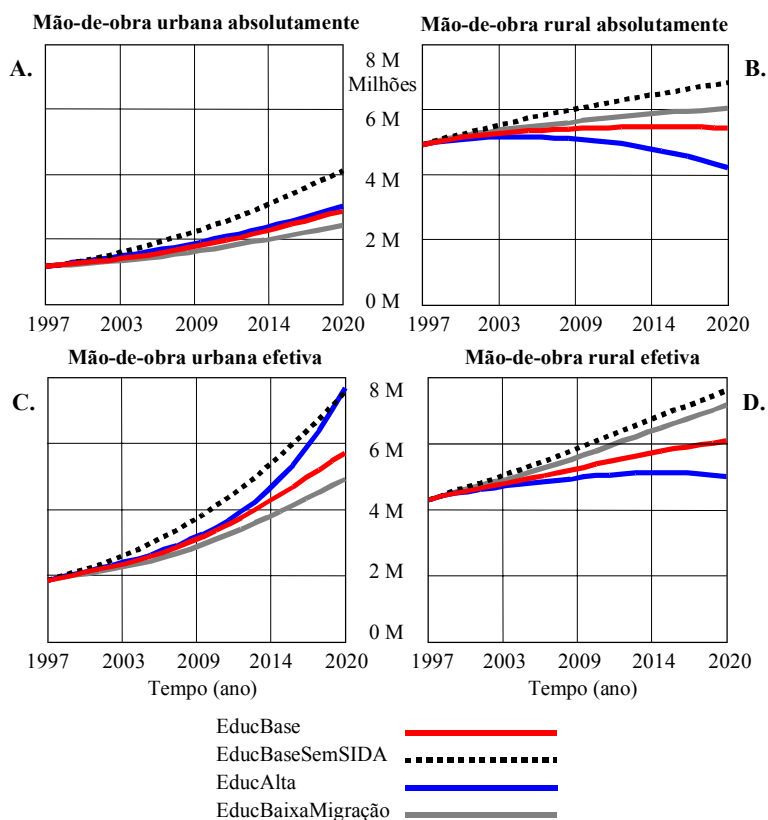 Mão-de-obra urbana absolutamente
Mão-de-obra rural absolutamente
A.
8 M
Milhões
B.
6 M
4 M
2 M
0 M
1997 2003 2009 2014 2020
1997 2003 2009 2014 2020
Mão-de-obra urbana efetiva
Mão-de-obra rural efetiva
C.
8 M
D.
6 M
4 M
2 M
0 M
1997 2003 2009 2014 2020
1997 2003 2009 2014 2020
Tempo (ano)
Tempo (ano)
EducBase
EducBaseSemSIDA
EducAlta
EducBaixaMigração